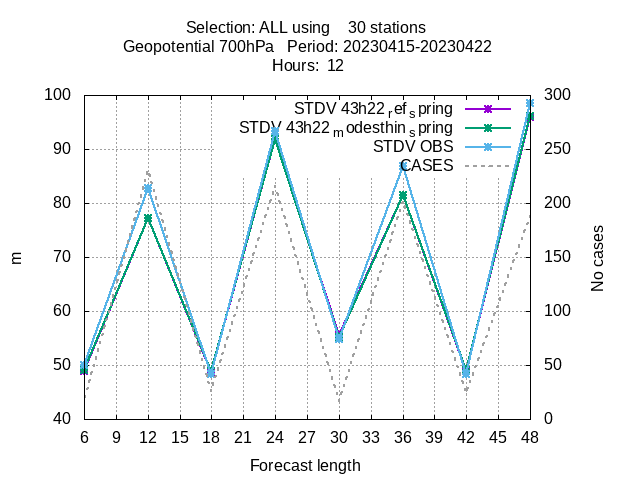 Selection: ALL using 30 stations
Geopotential 700hPa Period: 20230415-20230422
Hours: 12
100 300
STDV 43h22 ref spring
STDV 43h22 modesthin spring
90 250
STDV OBS
CASES
80 200
70 150
m No cases
60 100
50 50
40 0
6 9 12 15 18 21 24 27 30 33 36 39 42 45 48
Forecast length